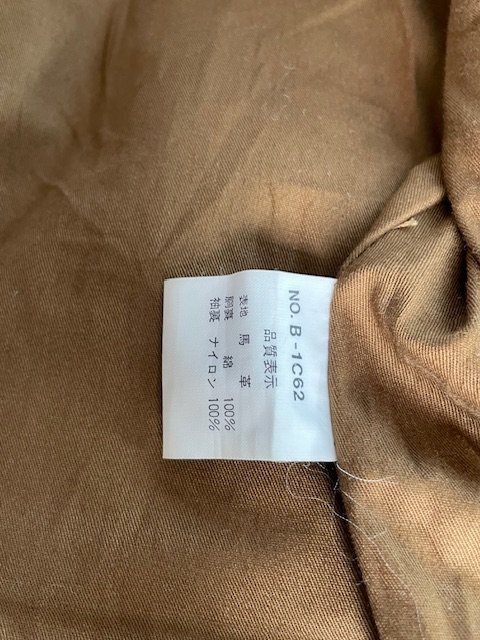 NO. B-1C62
品質表示
表地 馬革
胴裏 綿 100%
袖裏 ナイロン 100%